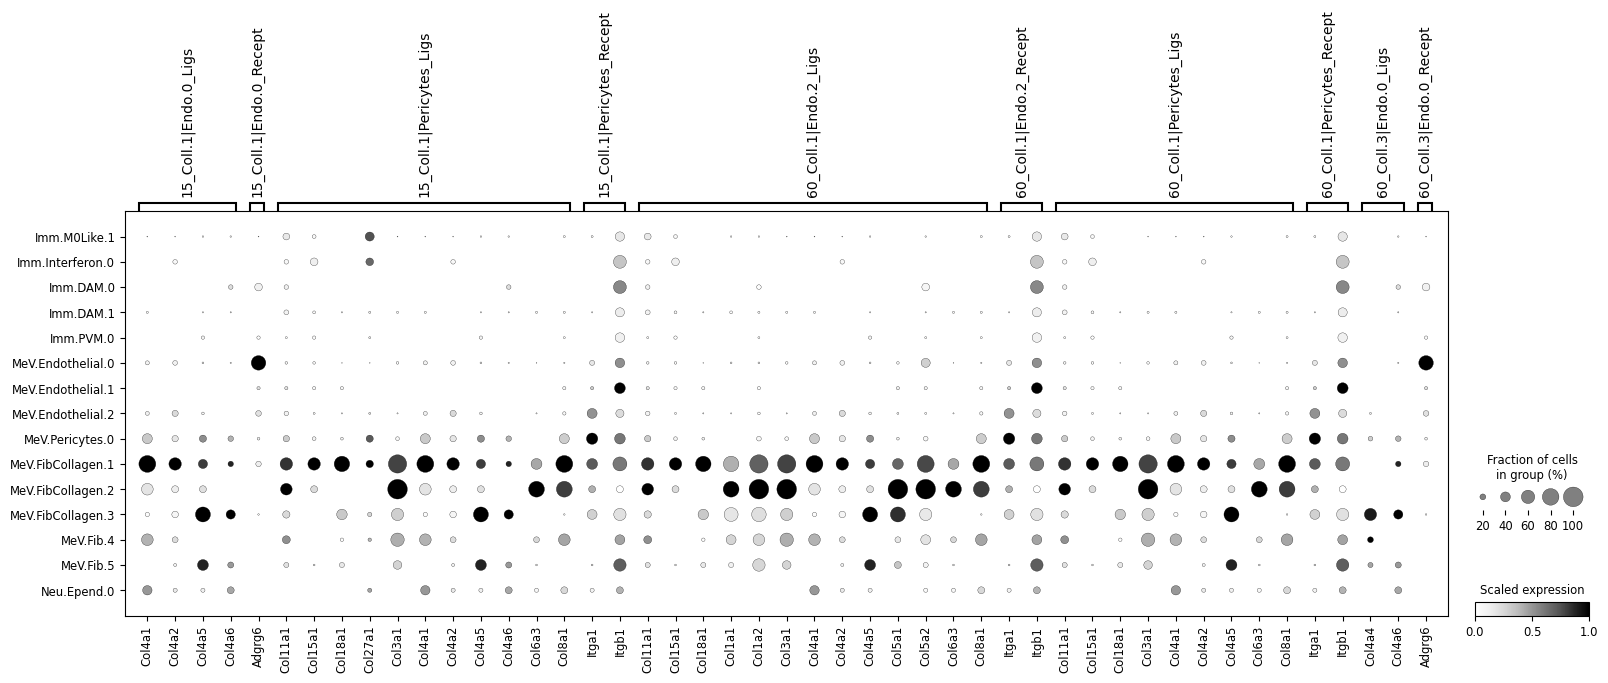 15_Coll.1|Endo.0_Ligs
15_Coll.1|Endo.0_Recept
15_Coll.1|Pericytes_Ligs
15_Coll.1|Pericytes_Recept
60_Coll.1|Endo.2_Ligs
60_Coll.1|Endo.2_Recept
60_Coll.1|Pericytes_Ligs
60_Coll.1|Pericytes_Recept
60_Coll.3|Endo.0_Ligs
60_Coll.3|Endo.0_Recept
Imm.M0Like.1
Imm.Interferon.0
Imm.DAM.0
Imm.DAM.1
Imm.PVM.0
MeV.Endothelial.0
MeV.Endothelial.1
MeV.Endothelial.2
MeV.Pericytes.0
MeV.FibCollagen.1
MeV.FibCollagen.2
MeV.FibCollagen.3
MeV.Fib.4
MeV.Fib.5
Neu.Epend.0
Col4a1
Col4a2
Col4a5
Col4a6
Adgrg6
Col11a1
Col15a1
Col18a1
Col27a1
Col3a1
Col4a1
Col4a2
Col4a5
Col4a6
Col6a3
Col8a1
Itga1
Itgb1
Col11a1
Col15a1
Col18a1
Col1a1
Col1a2
Col3a1
Col4a1
Col4a2
Col4a5
Col5a1
Col5a2
Col6a3
Col8a1
Itga1
Itgb1
Col11a1
Col15a1
Col18a1
Col3a1
Col4a1
Col4a2
Col4a5
Col6a3
Col8a1
Itga1
Itgb1
Col4a4
Col4a6
Adgrg6
Fraction of cells
in group (%)
20 40 60 80 100
Scaled expression
0.0 0.5 1.0